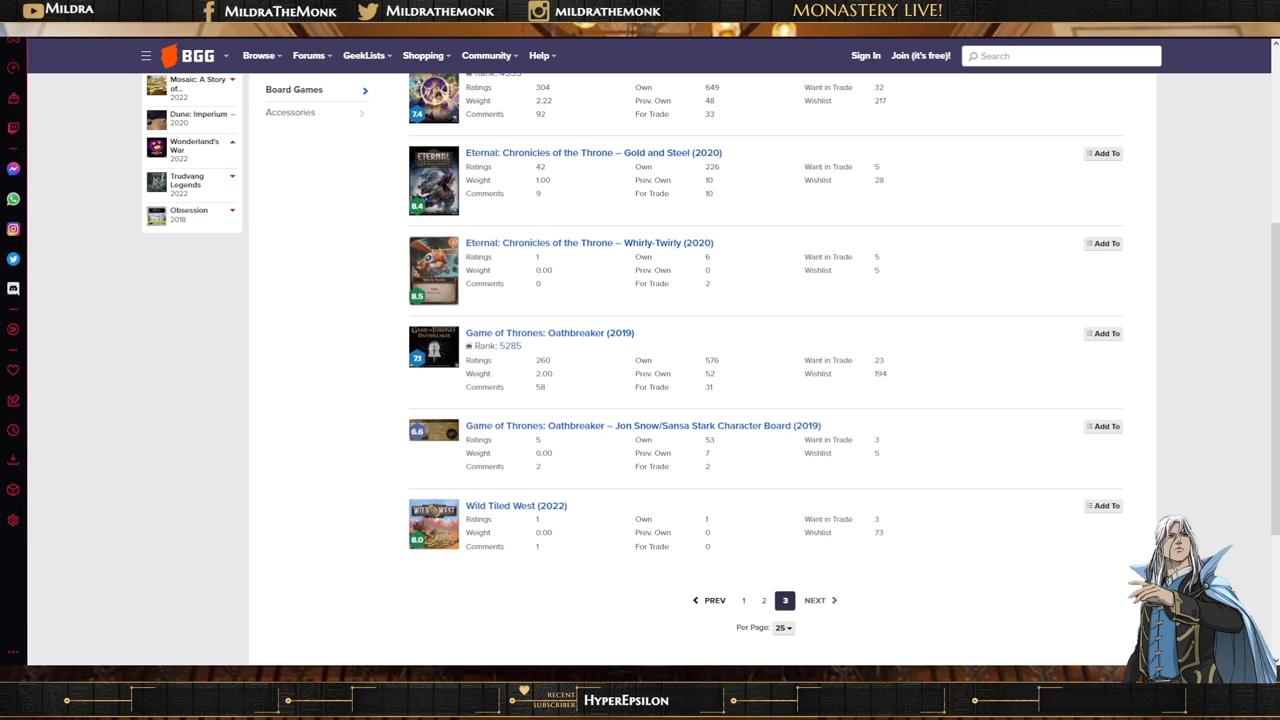 Mildra
MildraTheMonk
Mildrathemonk
mildrathemonk
MONASTERY LIVE!
BGG
Browse
Forums
GeekLists
Shopping
Community
Help
Sign In
Join (it's free!)
Search
Mosaic: A Story
of...
2022
Dune: Imperium
2020
Wonderland's
War
2022
Trudvang
Legends
2022
Obsession
2018
Board Games
Accessories
7.4
Ratings 304 Own 649 Want in Trade 32
Weight 2.22 Prev. Own 48 Wishlist 217
Comments 92 For Trade 33
ETERNAL
8.4
Eternal: Chronicles of the Throne – Gold and Steel (2020)
Add To
Ratings 42 Own 226 Want in Trade 5
Weight 1.00 Prev. Own 10 Wishlist 28
Comments 9 For Trade 10
8.5
Eternal: Chronicles of the Throne – Whirly-Twirly (2020)
Add To
Ratings 1 Own 6 Want in Trade 5
Weight 0.00 Prev. Own 0 Wishlist 5
Comments 0 For Trade 2
GAME OF THRONES
OATHBREAKER
7.1
Game of Thrones: Oathbreaker (2019)
Add To
Rank: 5285
Ratings 260 Own 576 Want in Trade 23
Weight 2.00 Prev. Own 52 Wishlist 194
Comments 58 For Trade 31
6.6
Game of Thrones: Oathbreaker – Jon Snow/Sansa Stark Character Board (2019)
Add To
Ratings 5 Own 53 Want in Trade 3
Weight 0.00 Prev. Own 7 Wishlist 5
Comments 2 For Trade 2
8.0
Wild Tiled West (2022)
Add To
Ratings 1 Own 1 Want in Trade 3
Weight 0.00 Prev. Own 0 Wishlist 73
Comments 1 For Trade 0
PREV 1 2 3 NEXT
Per Page: 25
RECENT
SUBSCRIBER
HyperEpsilon